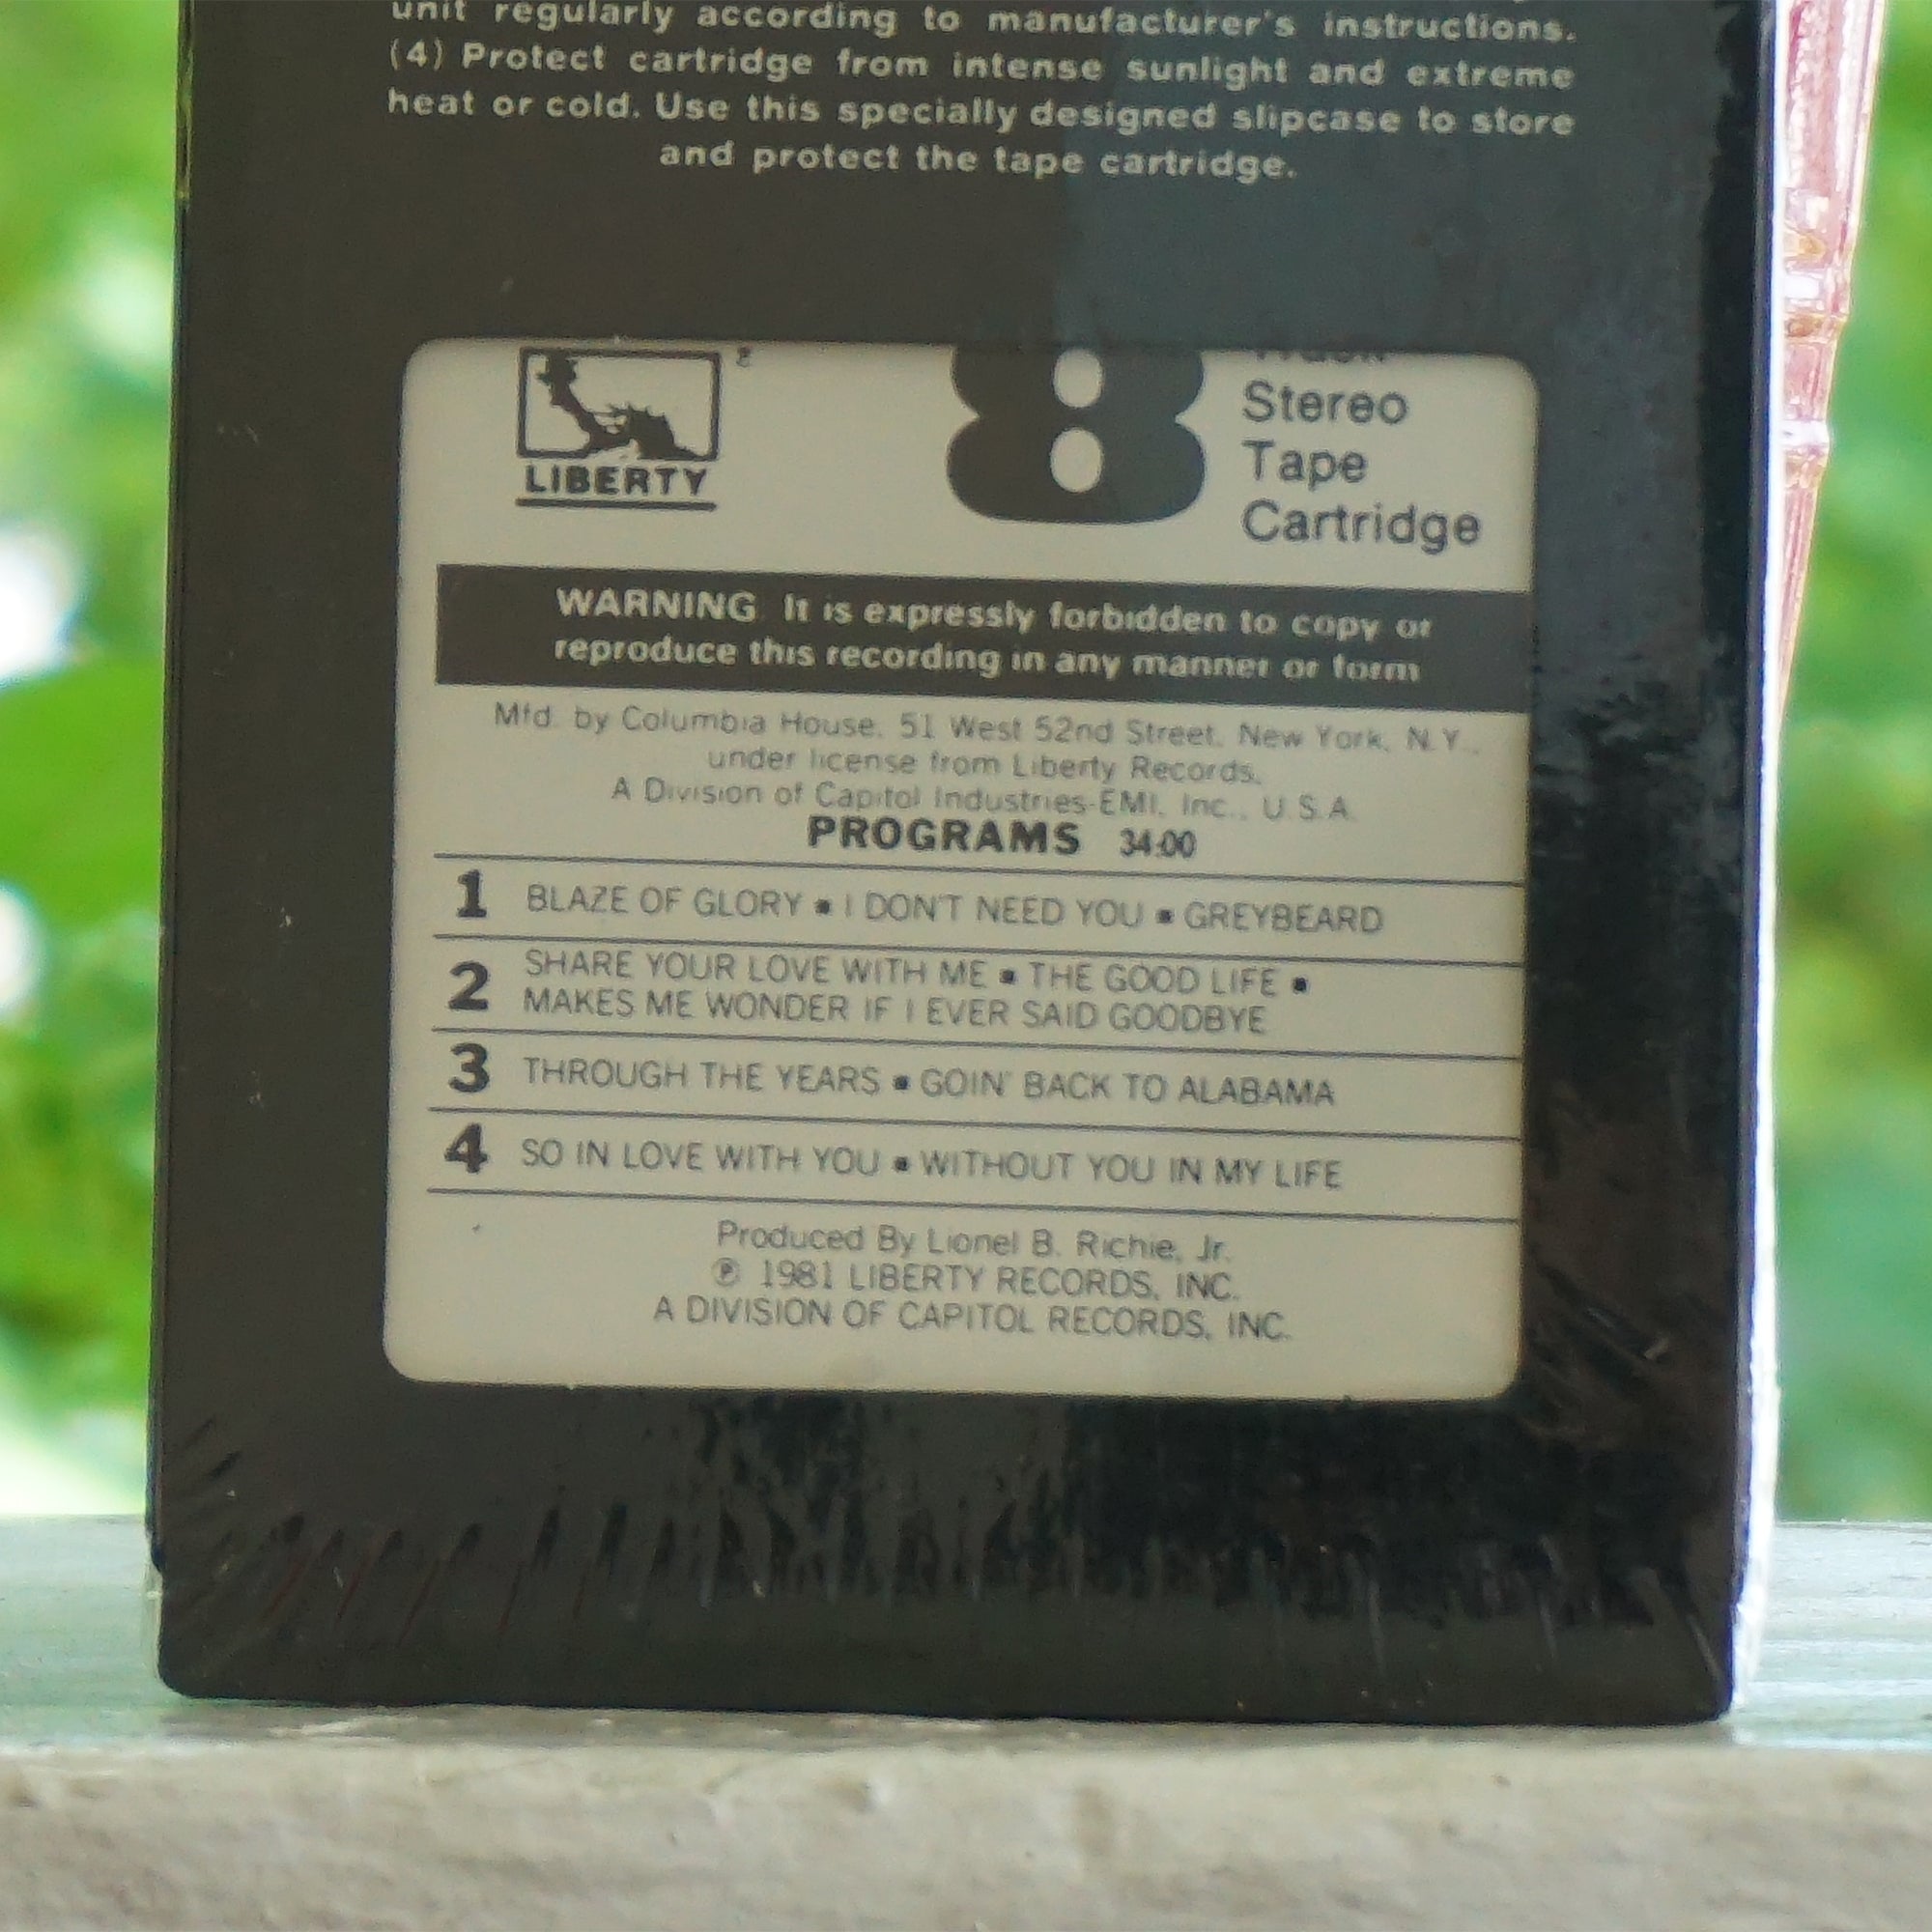 unit regularly according to manufacturer's instructions.
(4) Protect cartridge from intense sunlight and extreme
heat or cold. Use this specially designed slipcase to store
and protect the tape cartridge.
LIBERTY
8
Stereo
Tape
Cartridge
WARNING It is expressly forbidden to copy or
reproduce this recording in any manner or form
Mfd. by Columbia House, 51 West 52nd Street, New York, N.Y.,
under license from Liberty Records,
A Division of Capitol Industries-EMI, Inc., U.S.A.
PROGRAMS 34:00
1 BLAZE OF GLORY ▪ I DON'T NEED YOU ▪ GREYBEARD
2 SHARE YOUR LOVE WITH ME ▪ THE GOOD LIFE ▪
MAKES ME WONDER IF I EVER SAID GOODBYE
3 THROUGH THE YEARS ▪ GOIN' BACK TO ALABAMA
4 SO IN LOVE WITH YOU ▪ WITHOUT YOU IN MY LIFE
Produced By Lionel B. Richie, Jr.
℗ 1981 LIBERTY RECORDS, INC.
A DIVISION OF CAPITOL RECORDS, INC.